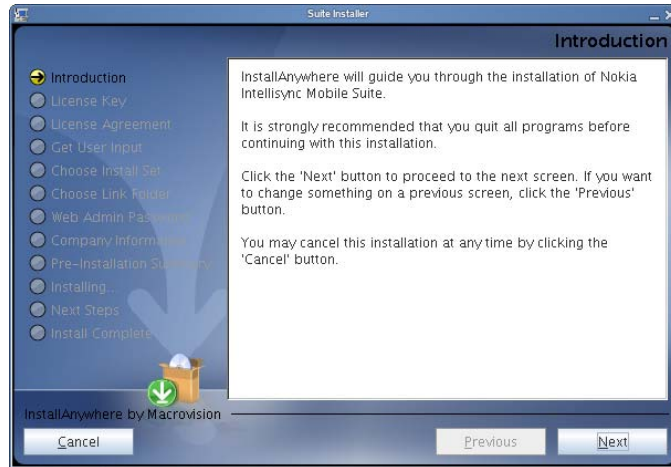 Suite Installer
Introduction
Introduction
License Key
License Agreement
Get User Input
Choose Install Set
Choose Link Folder
Web Admin
Company
Pre-Installation
Installing...
Next Steps
Install Complete
InstallAnywhere will guide you through the installation of Nokia
Intellisync Mobile Suite.
It is strongly recommended that you quit all programs before
continuing with this installation.
Click the 'Next' button to proceed to the next screen. If you want
to change something on a previous screen, click the 'Previous'
button.
You may cancel this installation at any time by clicking the
'Cancel' button.
InstallAnywhere by Macrovision
Cancel
Previous
Next